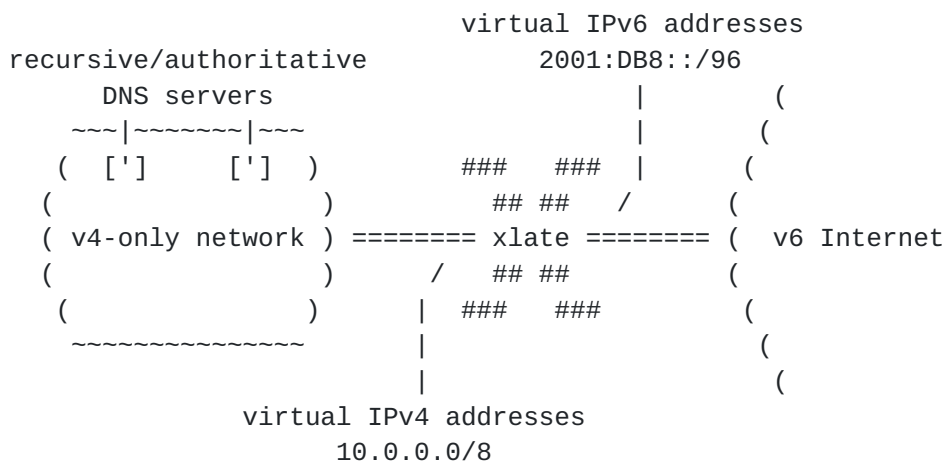 virtual IPv6 addresses
recursive/authoritative 2001:DB8::/96
DNS servers | (
~~~|~~~~~~~|~~~ | (
( ['] ['] ) ### ### | (
( ) ## ## / (
( v4-only network ) ======== xlate ======== ( v6 Internet
( ) / ## ## (
( ) | ### ### (
~~~~~~~~~~~~~~~ | (
| (
virtual IPv4 addresses
10.0.0.0/8